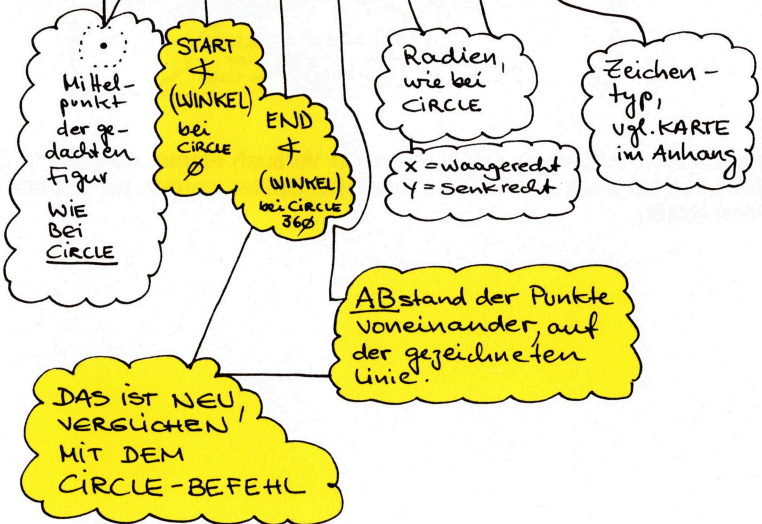 Mittel-
punkt
der ge-
dachten
Figur
WIE
BEI
CIRCLE
START
∢
(WINKEL)
bei
CIRCLE
Ø
END
∢
(WINKEL)
bei CIRCLE
36Ø
Radien,
wie bei
CIRCLE
X = waagerecht
Y = senkrecht
Zeichen-
typ,
vgl. KARTE
im Anhang
ABstand der Punkte
voneinander, auf
der gezeichneten
Linie.
DAS IST NEU,
VERGLICHEN
MIT DEM
CIRCLE-BEFEHL